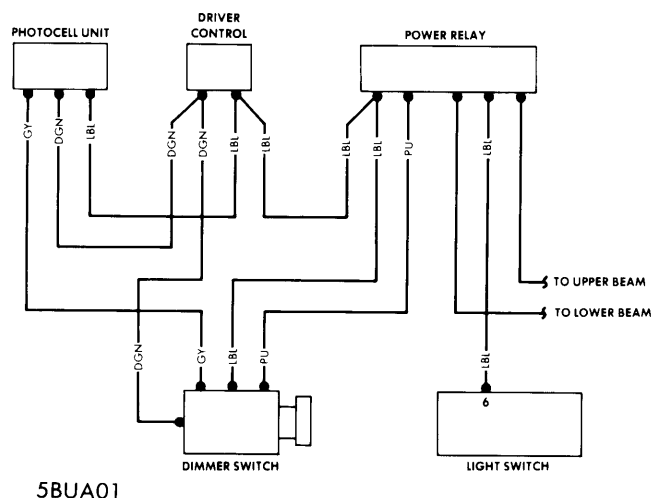 PHOTOCELL UNIT
DRIVER
CONTROL
POWER RELAY
GY
DGN
LBL
DGN
DGN
LBL
LBL
LBL
LBL
PU
LBL
TO UPPER BEAM
TO LOWER BEAM
DGN
GY
LBL
PU
LBL
6
DIMMER SWITCH
LIGHT SWITCH
5BUA01